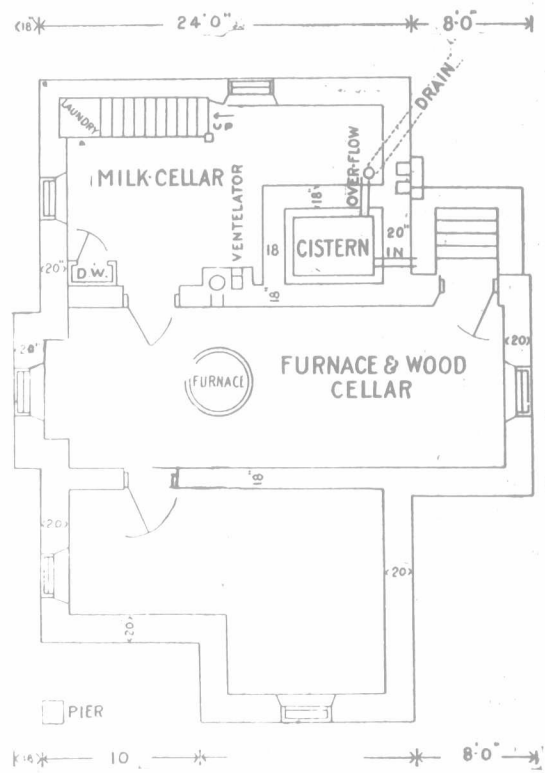 18" 24'0" 8'0"
DRAIN
LAUNDRY
UP
MILK-CELLAR
VENTELATOR
OVER-FLOW
18"
CISTERN
20"
IN
18
18"
D.W.
20"
20"
20
FURNACE
FURNACE & WOOD
CELLAR
18"
20
20
20
PIER
18 10 8'0"